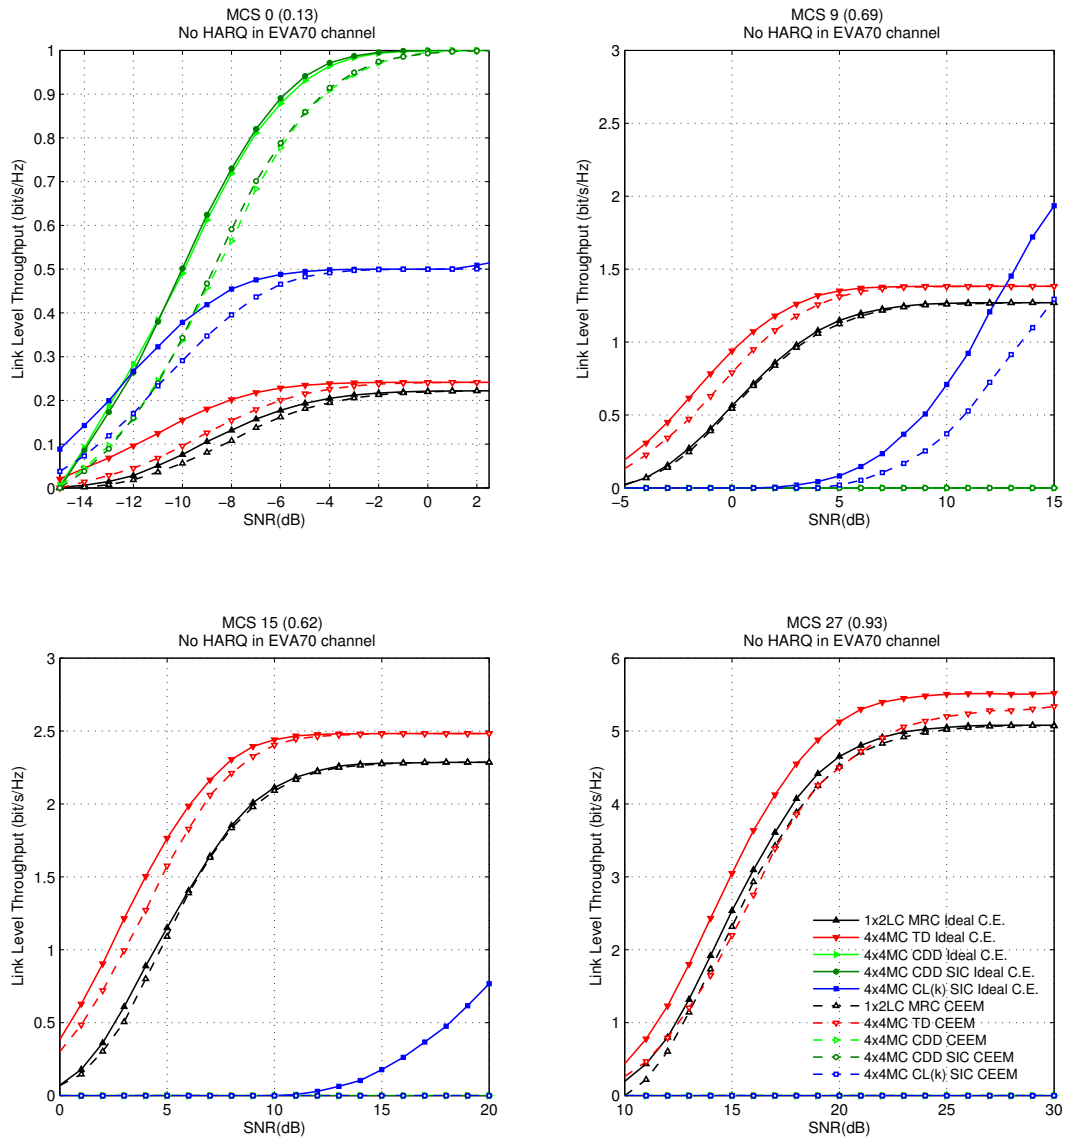 MCS 0 (0.13)
No HARQ in EVA70 channel
1
0.9
0.8
0.7
0.6
0.5
0.4
0.3
0.2
0.1
0
Link Level Throughput (bit/s/Hz)
−14 −12 −10 −8 −6 −4 −2 0 2
SNR(dB)
MCS 9 (0.69)
No HARQ in EVA70 channel
3
2.5
2
1.5
1
0.5
0
Link Level Throughput (bit/s/Hz)
−5 0 5 10 15
SNR(dB)
MCS 15 (0.62)
No HARQ in EVA70 channel
3
2.5
2
1.5
1
0.5
0
Link Level Throughput (bit/s/Hz)
0 5 10 15 20
SNR(dB)
MCS 27 (0.93)
No HARQ in EVA70 channel
6
5
4
3
2
1
0
Link Level Throughput (bit/s/Hz)
10 15 20 25 30
SNR(dB)
1x2LC MRC Ideal C.E.
4x4MC TD Ideal C.E.
4x4MC CDD Ideal C.E.
4x4MC CDD SIC Ideal C.E.
4x4MC CL(k) SIC Ideal C.E.
1x2LC MRC CEEM
4x4MC TD CEEM
4x4MC CDD CEEM
4x4MC CDD SIC CEEM
4x4MC CL(k) SIC CEEM